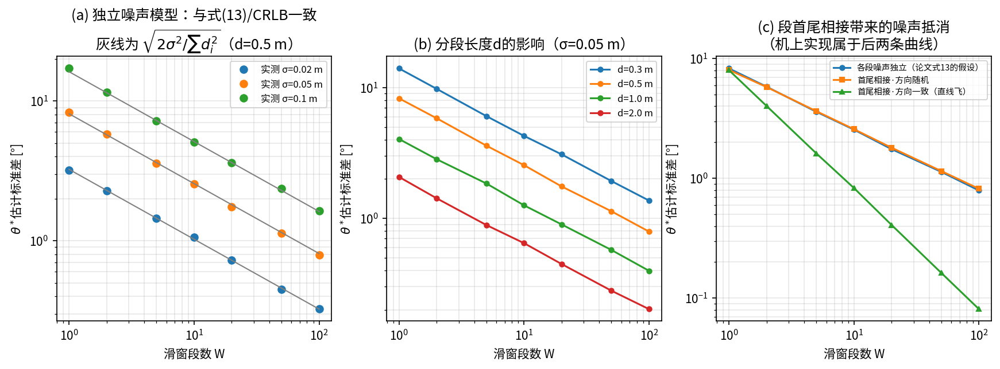 (a) 独立噪声模型：与式(13)/CRLB一致
灰线为 √2σ²/∑dᵢ²（d=0.5 m）
实测 σ=0.02 m
实测 σ=0.05 m
实测 σ=0.1 m
10¹
10⁰
θ*估计标准差 [°]
10⁰
10¹
10²
滑窗段数 W
(b) 分段长度d的影响（σ=0.05 m）
d=0.3 m
d=0.5 m
d=1.0 m
d=2.0 m
10¹
10⁰
θ*估计标准差 [°]
10⁰
10¹
10²
滑窗段数 W
(c) 段首尾相接带来的噪声抵消
（机上实现属于后两条曲线）
各段噪声独立（论文式13的假设）
首尾相接·方向随机
首尾相接·方向一致（直线飞）
10¹
10⁰
10⁻¹
θ*估计标准差 [°]
10⁰
10¹
10²
滑窗段数 W